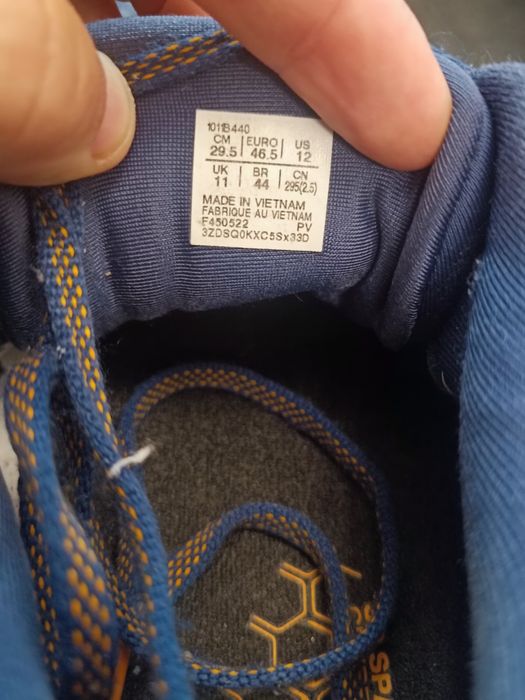 1011B440
CM | EURO | US
29.5 | 46.5 | 12
UK | BR | CN
11 | 44 | 295(2.5)
MADE IN VIETNAM
FABRIQUE AU VIETNAM
F450522 PV
3ZDSQ0KXC5Sx33D
SP